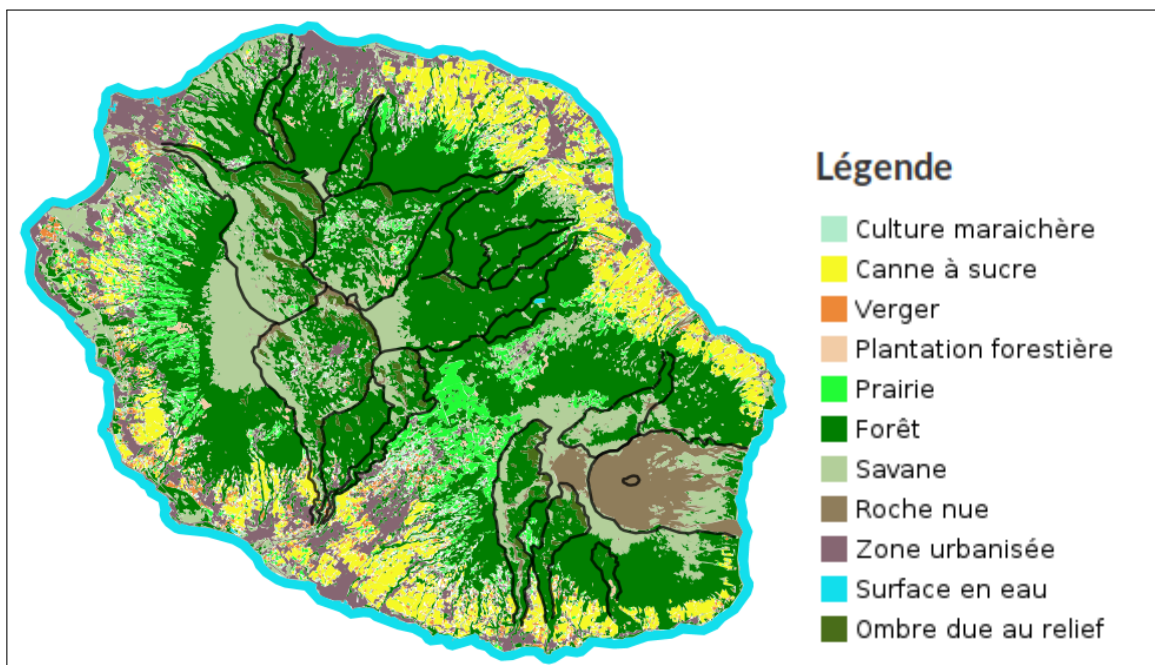 Légende
Culture maraichère
Canne à sucre
Verger
Plantation forestière
Prairie
Forêt
Savane
Roche nue
Zone urbanisée
Surface en eau
Ombre due au relief